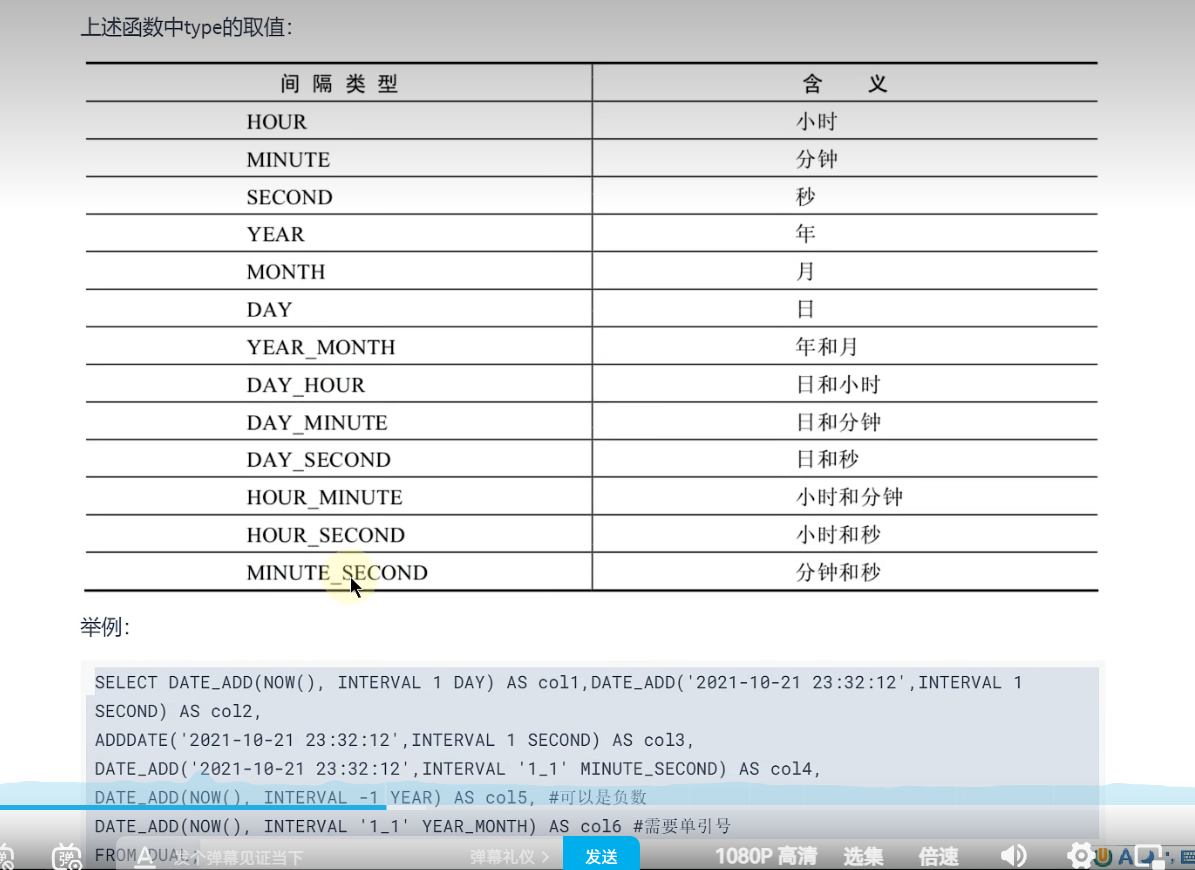 上述函数中type的取值：
间 隔 类 型 含 义
HOUR 小时
MINUTE 分钟
SECOND 秒
YEAR 年
MONTH 月
DAY 日
YEAR_MONTH 年和月
DAY_HOUR 日和小时
DAY_MINUTE 日和分钟
DAY_SECOND 日和秒
HOUR_MINUTE 小时和分钟
HOUR_SECOND 小时和秒
MINUTE_SECOND 分钟和秒
举例：
SELECT DATE_ADD(NOW(), INTERVAL 1 DAY) AS col1,DATE_ADD('2021-10-21 23:32:12',INTERVAL 1
SECOND) AS col2,
ADDDATE('2021-10-21 23:32:12',INTERVAL 1 SECOND) AS col3,
DATE_ADD('2021-10-21 23:32:12',INTERVAL '1_1' MINUTE_SECOND) AS col4,
DATE_ADD(NOW(), INTERVAL -1 YEAR) AS col5, #可以是负数
DATE_ADD(NOW(), INTERVAL '1_1' YEAR_MONTH) AS col6 #需要单引号
FROM DUAL;
弹 A 发个弹幕见证当下 弹幕礼仪 > 发送 1080P 高清 选集 倍速